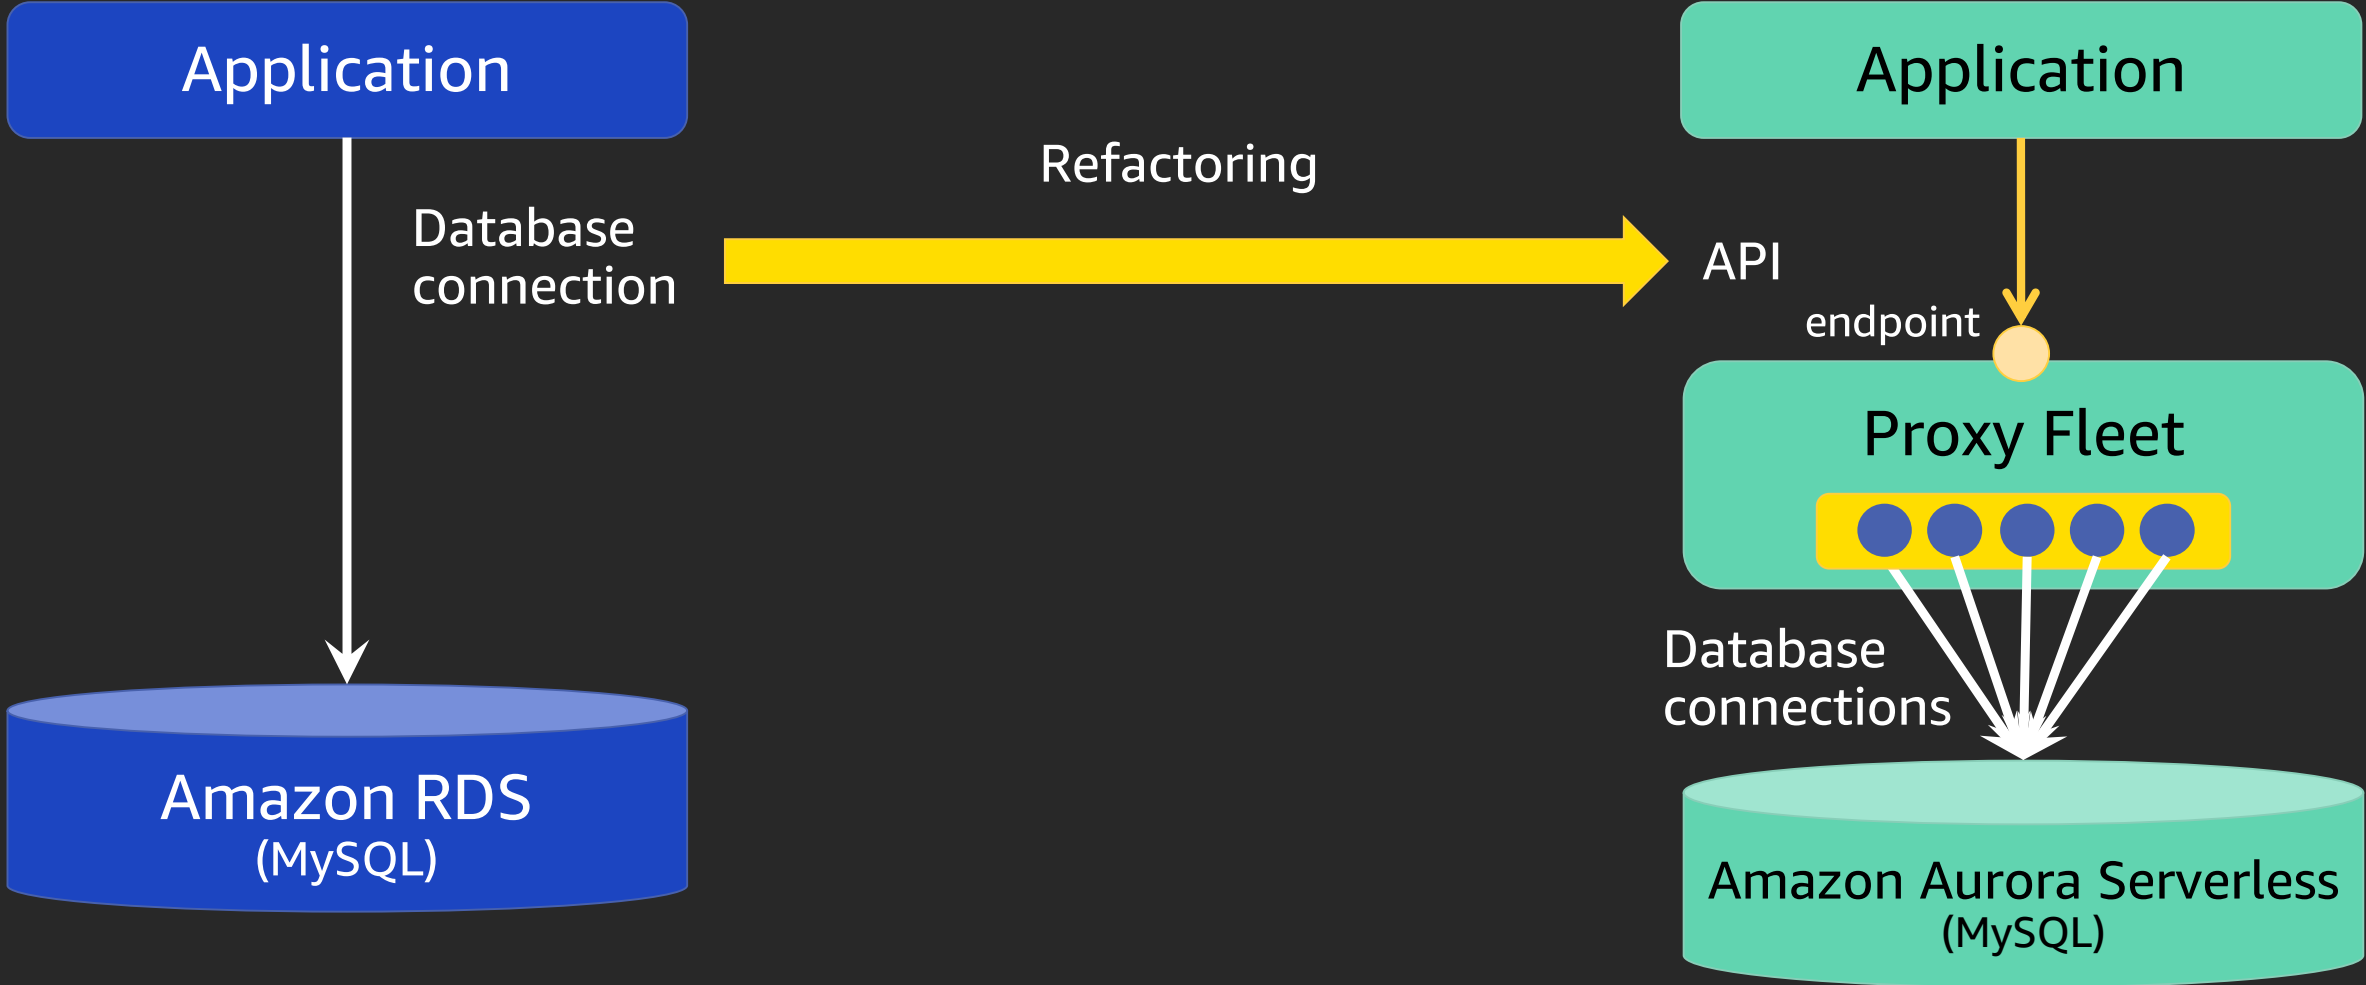 Application
Database
connection
Amazon RDS
(MySQL)
Refactoring
Application
API
endpoint
Proxy Fleet
Database
connections
Amazon Aurora Serverless
(MySQL)